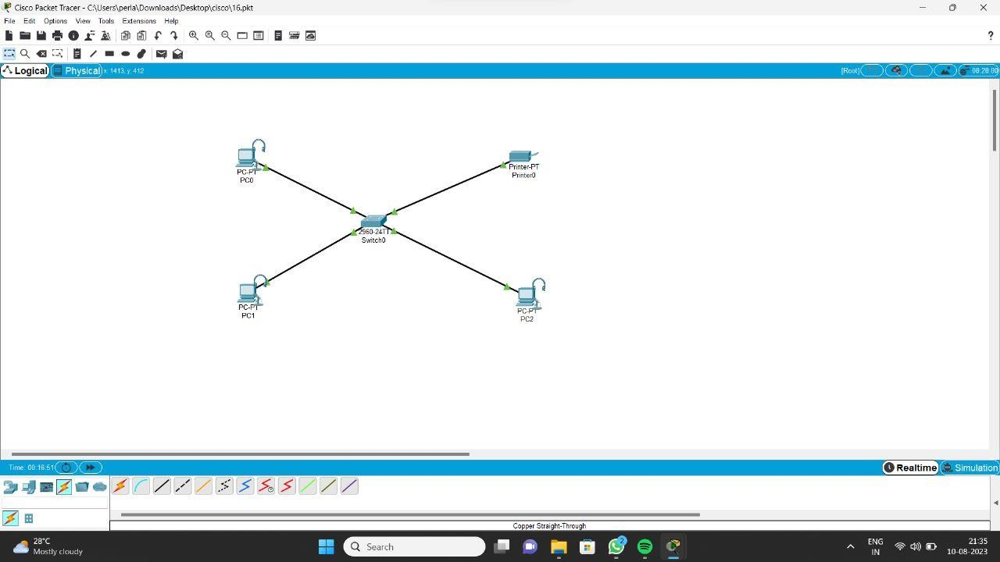 Cisco Packet Tracer - C:\Users\perla\Downloads\Desktop\cisco\16.pkt
File Edit Options View Tools Extensions Help
?
Logical Physical x: 1413, y: 412 [Root] 08:28:00
PC-PT
PC0
Printer-PT
Printer0
2960-24TT
Switch0
PC-PT
PC1
PC-PT
PC2
Time: 00:16:51 Realtime Simulation
Copper Straight-Through
28°C
Mostly cloudy
Search
2
ENG
IN
21:35
10-08-2023